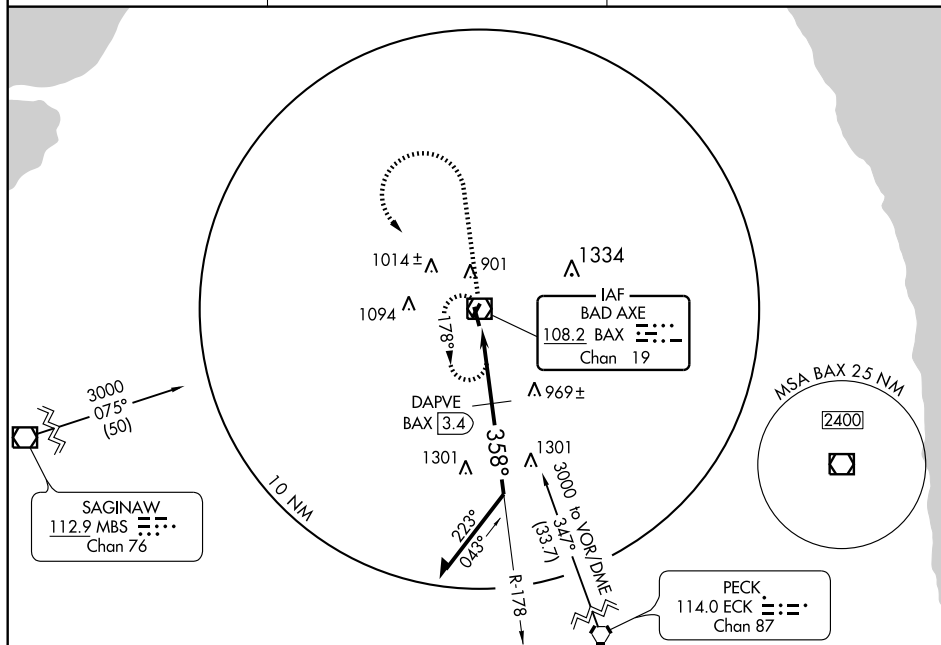 1014 ±
901
1334
1094
IAF
BAD AXE
108.2 BAX
Chan 19
178°
MSA BAX 25 NM
2400
969 ±
DAPVE
BAX 3.4
3000
075°
(50)
358°
1301
1301
3000 to VOR/DME
347°
(33.7)
10 NM
SAGINAW
112.9 MBS
Chan 76
223°
043°
R-178
PECK
114.0 ECK
Chan 87